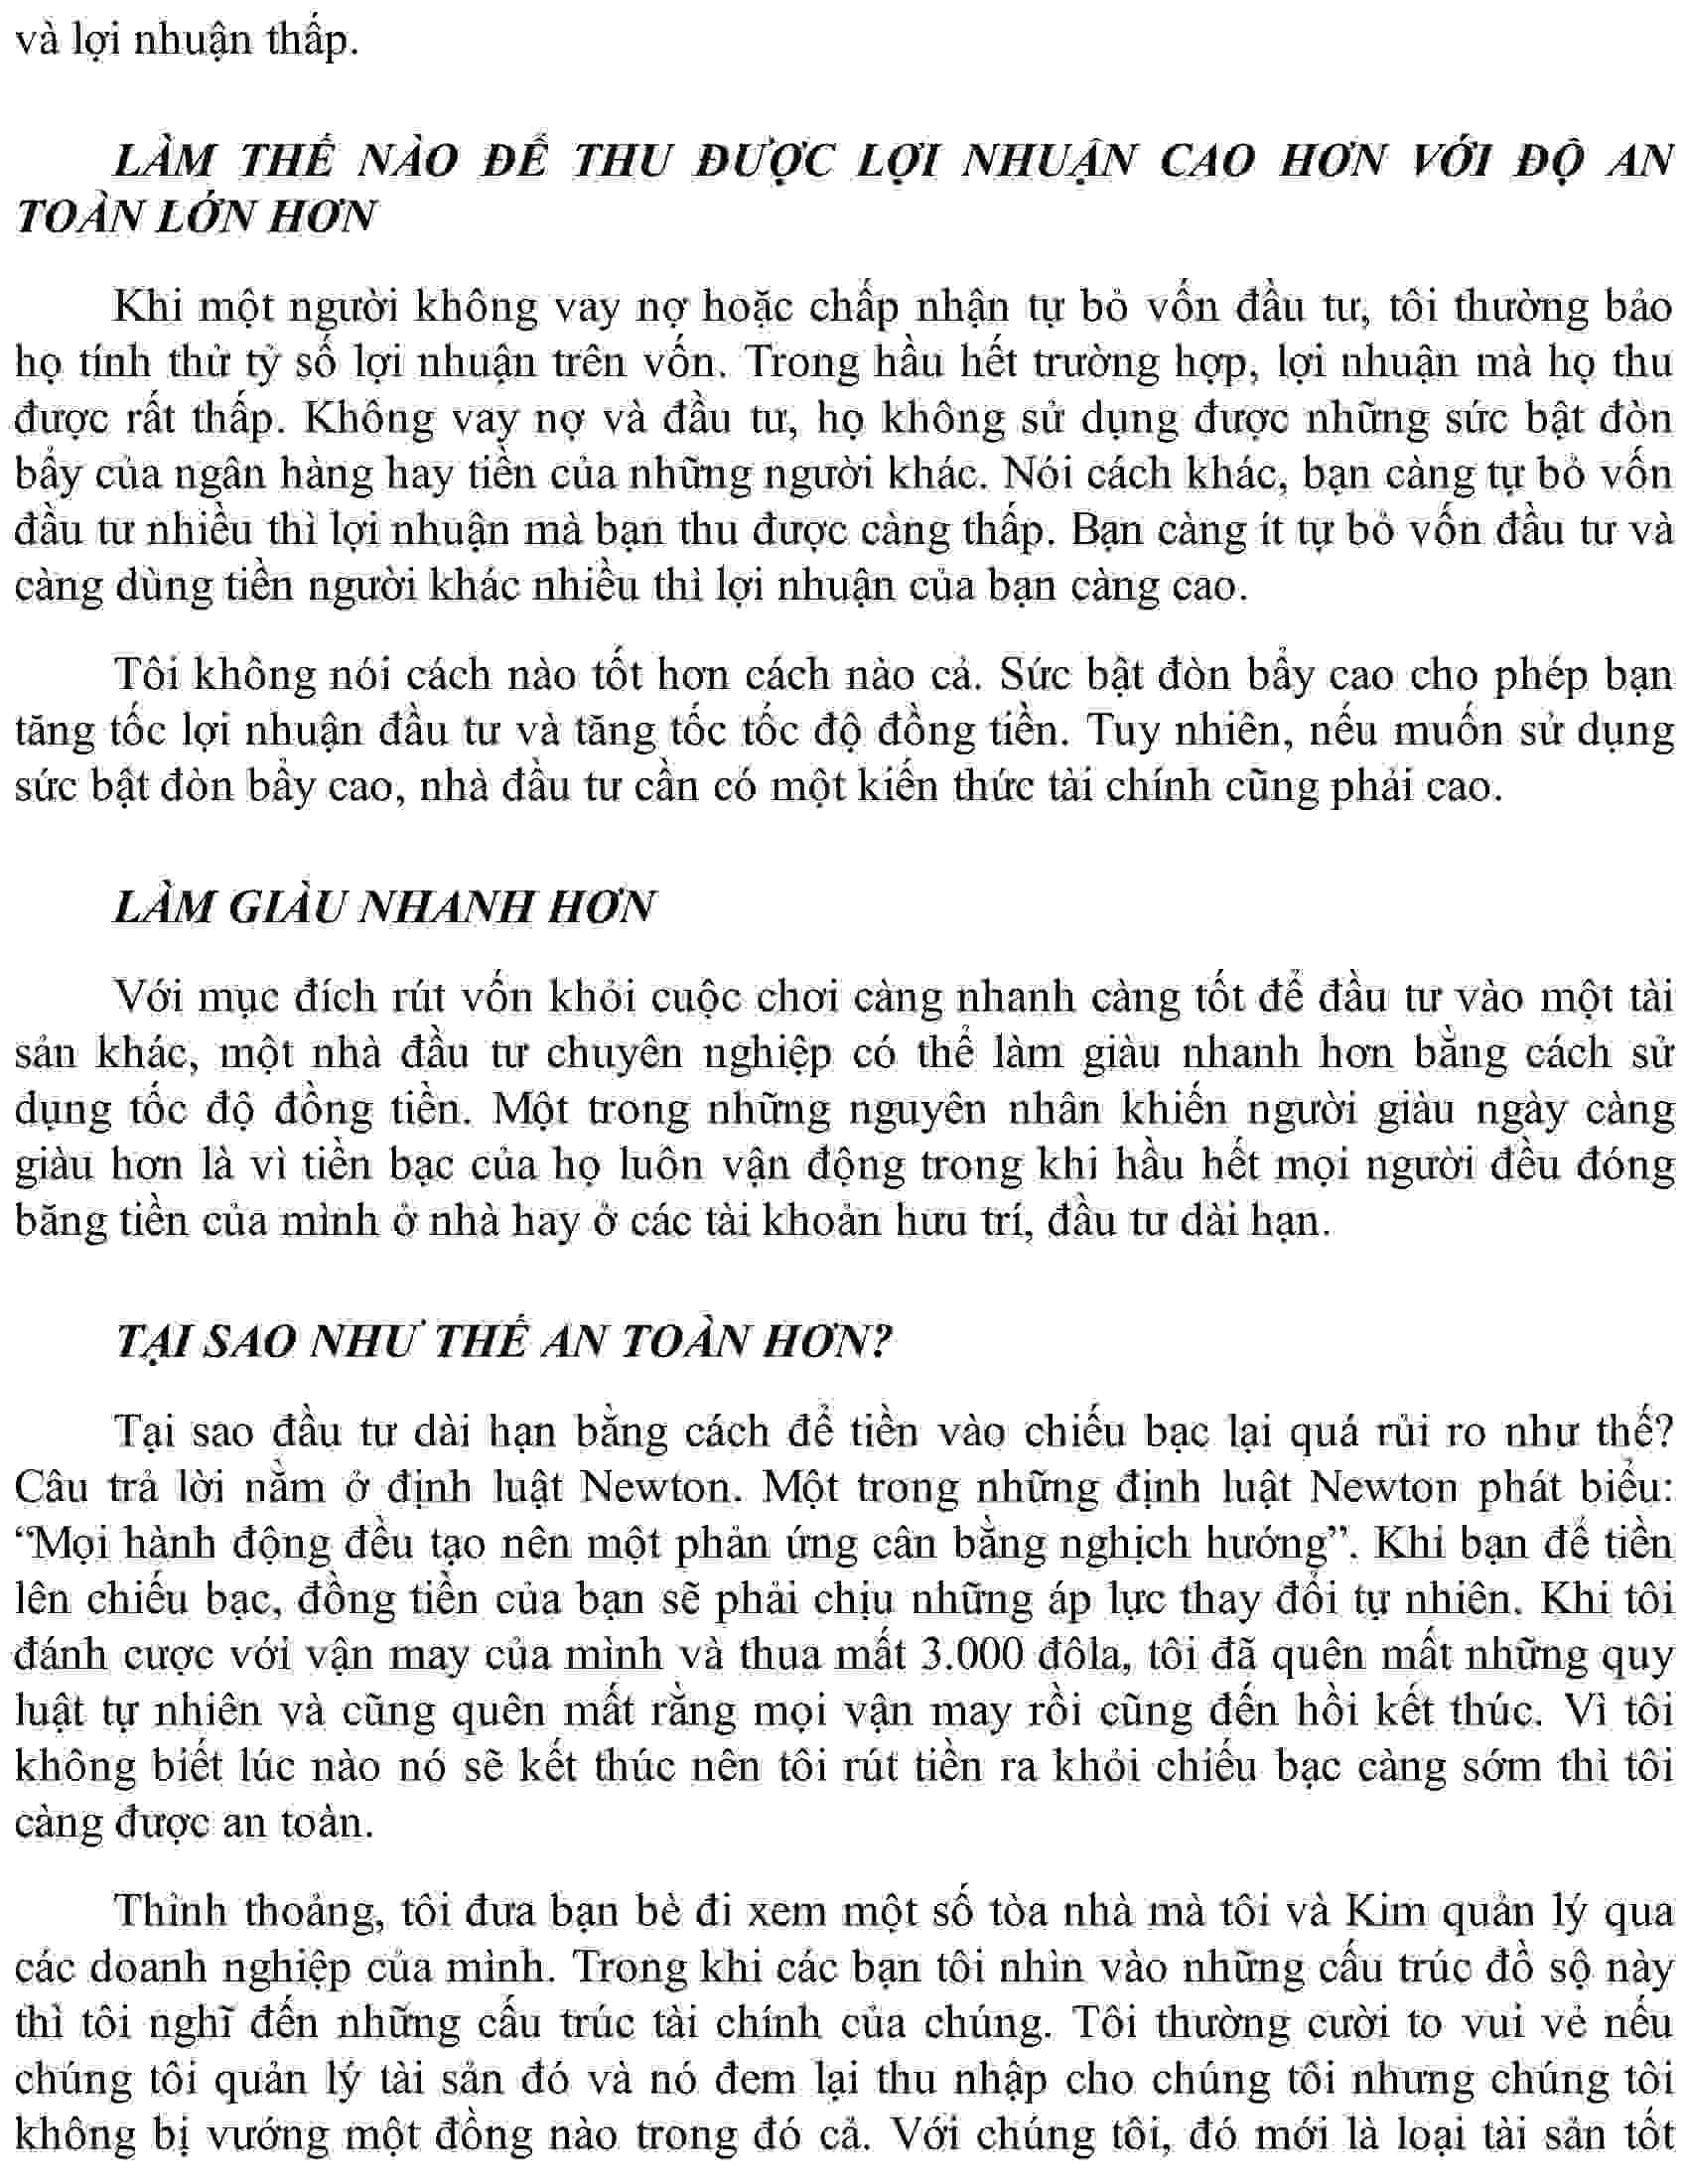 và lợi nhuận thấp.
LÀM THẾ NÀO ĐỂ THU ĐƯỢC LỢI NHUẬN CAO HƠN VỚI ĐỘ AN
TOÀN LỚN HƠN
Khi một người không vay nợ hoặc chấp nhận tự bỏ vốn đầu tư, tôi thường bảo
họ tính thử tỷ số lợi nhuận trên vốn. Trong hầu hết trường hợp, lợi nhuận mà họ thu
được rất thấp. Không vay nợ và đầu tư, họ không sử dụng được những sức bật đòn
bẩy của ngân hàng hay tiền của những người khác. Nói cách khác, bạn càng tự bỏ vốn
đầu tư nhiều thì lợi nhuận mà bạn thu được càng thấp. Bạn càng ít tự bỏ vốn đầu tư và
càng dùng tiền người khác nhiều thì lợi nhuận của bạn càng cao.
Tôi không nói cách nào tốt hơn cách nào cả. Sức bật đòn bẩy cao cho phép bạn
tăng tốc lợi nhuận đầu tư và tăng tốc tốc độ đồng tiền. Tuy nhiên, nếu muốn sử dụng
sức bật đòn bẩy cao, nhà đầu tư cần có một kiến thức tài chính cũng phải cao.
LÀM GIÀU NHANH HƠN
Với mục đích rút vốn khỏi cuộc chơi càng nhanh càng tốt để đầu tư vào một tài
sản khác, một nhà đầu tư chuyên nghiệp có thể làm giàu nhanh hơn bằng cách sử
dụng tốc độ đồng tiền. Một trong những nguyên nhân khiến người giàu ngày càng
giàu hơn là vì tiền bạc của họ luôn vận động trong khi hầu hết mọi người đều đóng
băng tiền của mình ở nhà hay ở các tài khoản hưu trí, đầu tư dài hạn.
TẠI SAO NHƯ THẾ AN TOÀN HƠN?
Tại sao đầu tư dài hạn bằng cách để tiền vào chiếu bạc lại quá rủi ro như thế?
Câu trả lời nằm ở định luật Newton. Một trong những định luật Newton phát biểu:
“Mọi hành động đều tạo nên một phản ứng cân bằng nghịch hướng”. Khi bạn để tiền
lên chiếu bạc, đồng tiền của bạn sẽ phải chịu những áp lực thay đổi tự nhiên. Khi tôi
đánh cược với vận may của mình và thua mất 3.000 đôla, tôi đã quên mất những quy
luật tự nhiên và cũng quên mất rằng mọi vận may rồi cũng đến hồi kết thúc. Vì tôi
không biết lúc nào nó sẽ kết thúc nên tôi rút tiền ra khỏi chiếu bạc càng sớm thì tôi
càng được an toàn.
Thỉnh thoảng, tôi đưa bạn bè đi xem một số tòa nhà mà tôi và Kim quản lý qua
các doanh nghiệp của mình. Trong khi các bạn tôi nhìn vào những cấu trúc đồ sộ này
thì tôi nghĩ đến những cấu trúc tài chính của chúng. Tôi thường cười to vui vẻ nếu
chúng tôi quản lý tài sản đó và nó đem lại thu nhập cho chúng tôi nhưng chúng tôi
không bị vướng một đồng nào trong đó cả. Với chúng tôi, đó mới là loại tài sản tốt